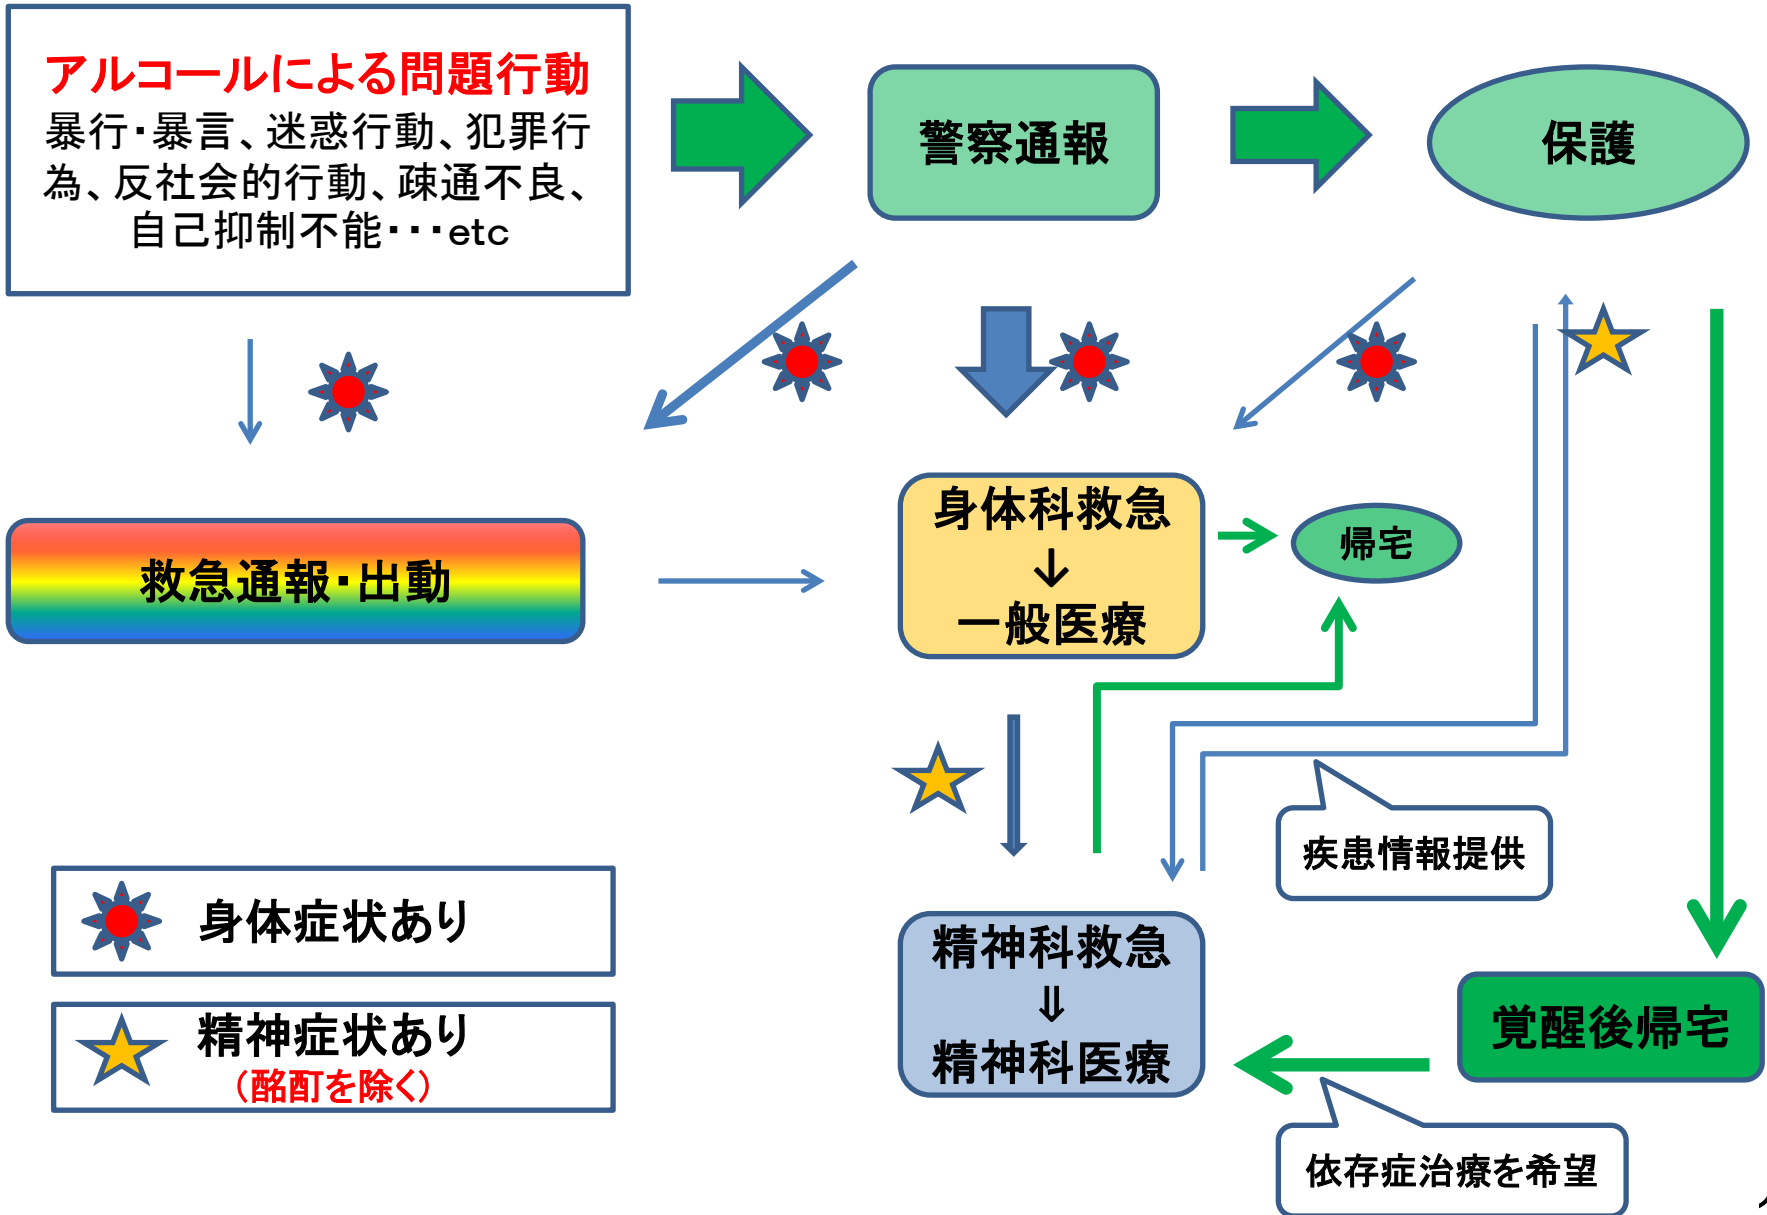 アルコールによる問題行動
暴行・暴言、迷惑行動、犯罪行
為、反社会的行動、疎通不良、
自己抑制不能・・・etc
警察通報
保護
救急通報・出動
身体科救急
↓
一般医療
帰宅
疾患情報提供
身体症状あり
精神症状あり
（酩酊を除く）
精神科救急
⇓
精神科医療
覚醒後帰宅
依存症治療を希望